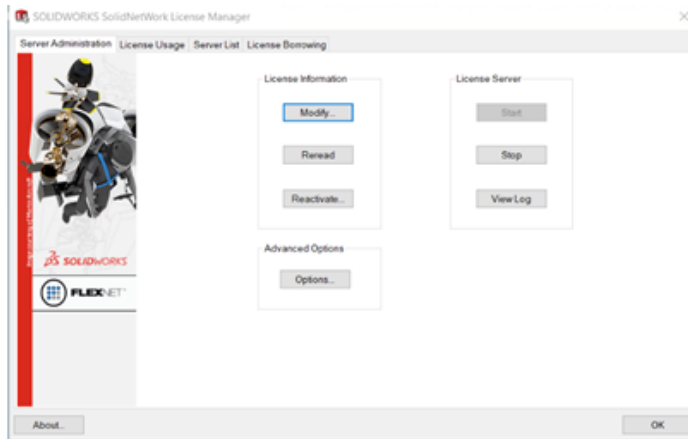 SOLIDWORKS SolidNetWork License Manager
Server Administration License Usage Server List License Borrowing
License Information
Modify...
Reread
Reactivate...
License Server
Start
Stop
View Log
Advanced Options
Options...
SOLIDWORKS
FLEXNET
About...
OK